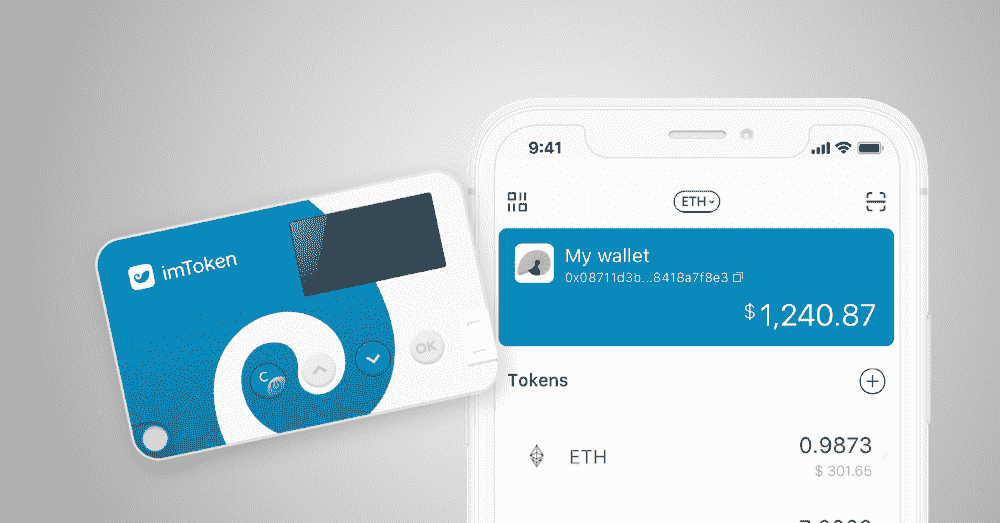 imToken
C
OK
9:41
ETH
My wallet
0x08711d3b...8418a7f8e3
$1,240.87
Tokens
ETH
0.9873
$ 301.65